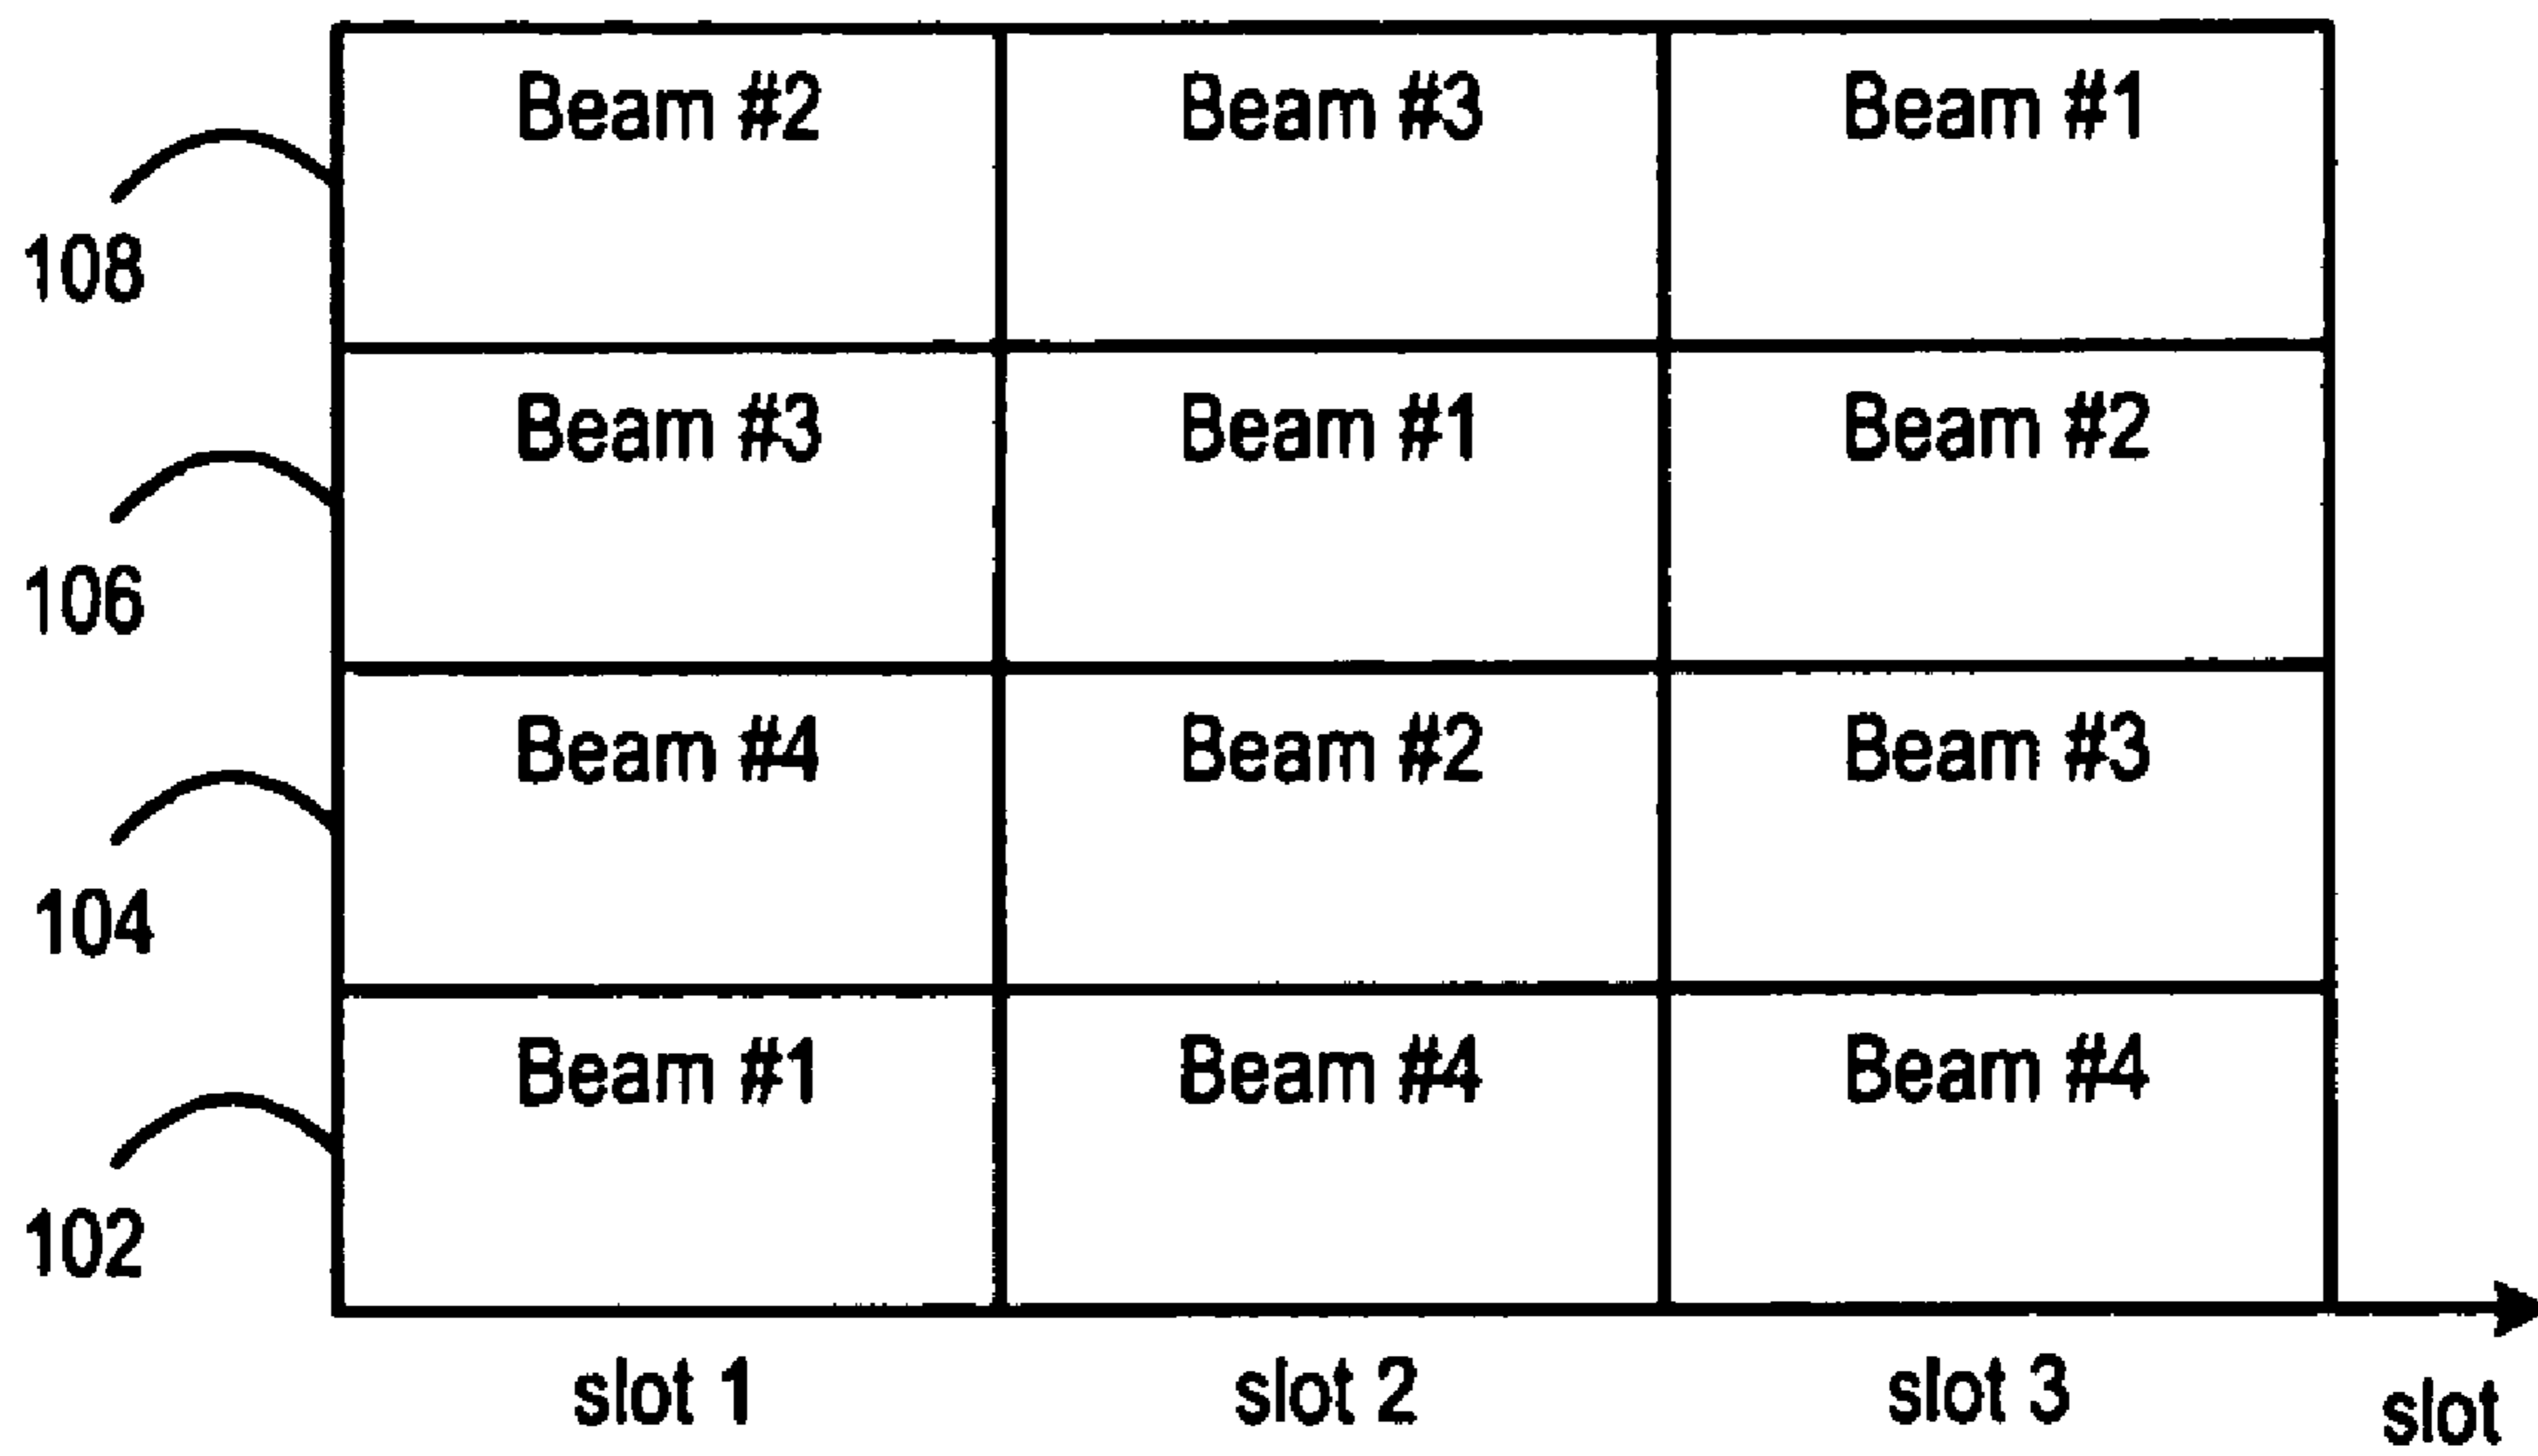 Beam #2 Beam #3 Beam #1
108
Beam #3 Beam #1 Beam #2
106
Beam #4 Beam #2 Beam #3
104
Beam #1 Beam #4 Beam #4
102
slot 1 slot 2 slot 3 slot